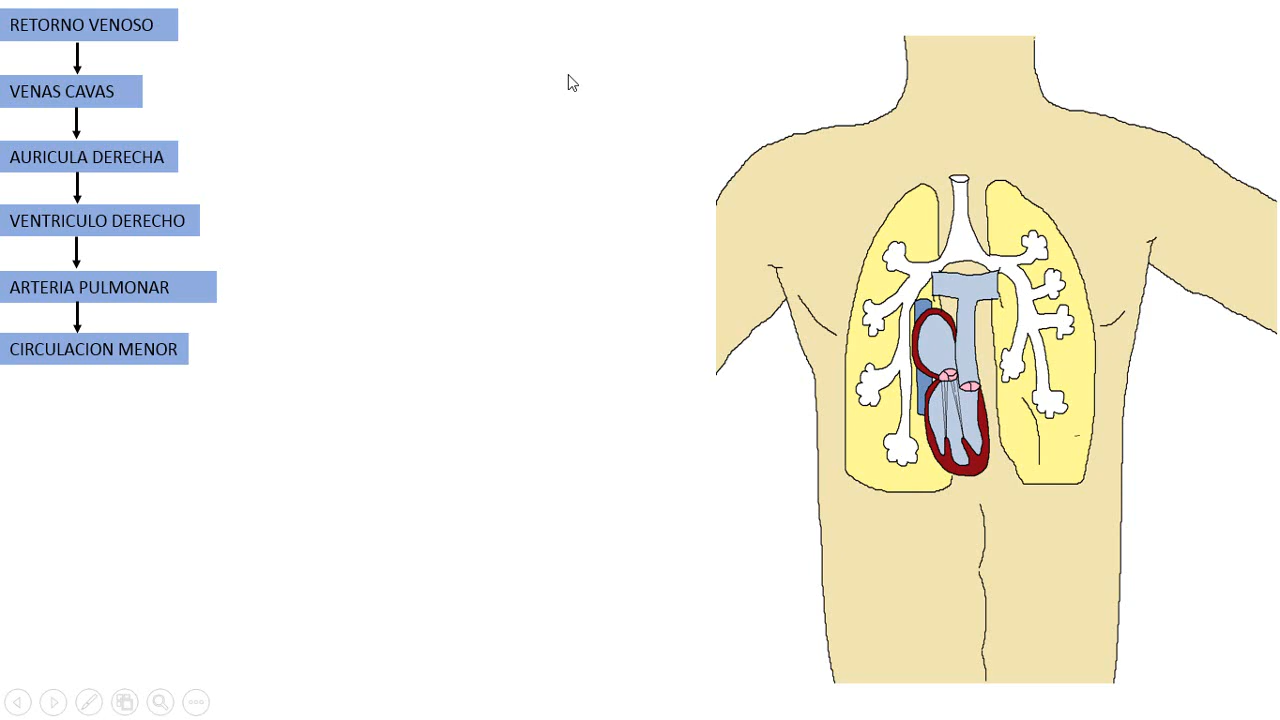 RETORNO VENOSO
VENAS CAVAS
AURICULA DERECHA
VENTRICULO DERECHO
ARTERIA PULMONAR
CIRCULACION MENOR